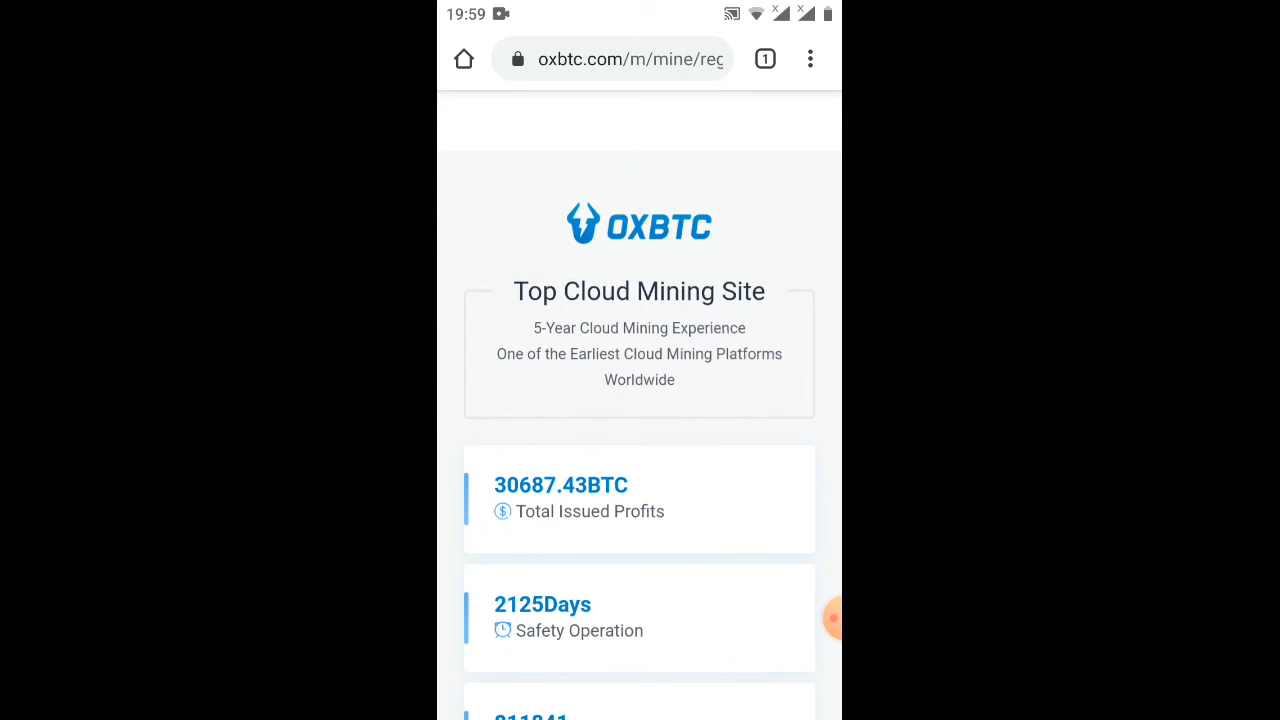 19:59
oxbtc.com/m/mine/reg
1
OXBTC
Top Cloud Mining Site
5-Year Cloud Mining Experience
One of the Earliest Cloud Mining Platforms
Worldwide
30687.43BTC
Total Issued Profits
2125Days
Safety Operation